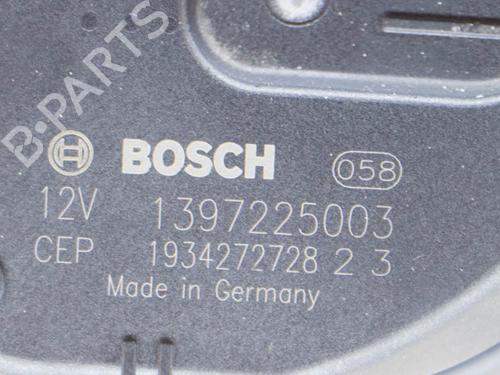 B-PARTS
BOSCH 058
12V 1397225003
CEP 1934272728 2 3
Made in Germany